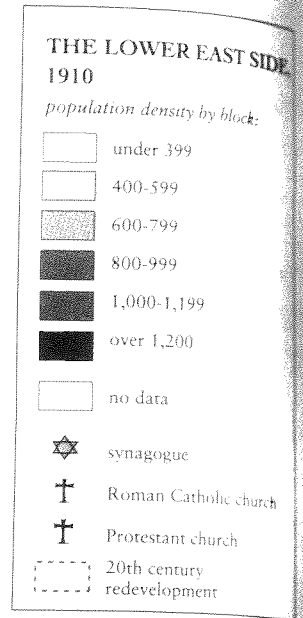 THE LOWER EAST SIDE
1910
population density by block:
under 399
400-599
600-799
800-999
1,000-1,199
over 1,200
no data
synagogue
Roman Catholic church
Protestant church
20th century
redevelopment